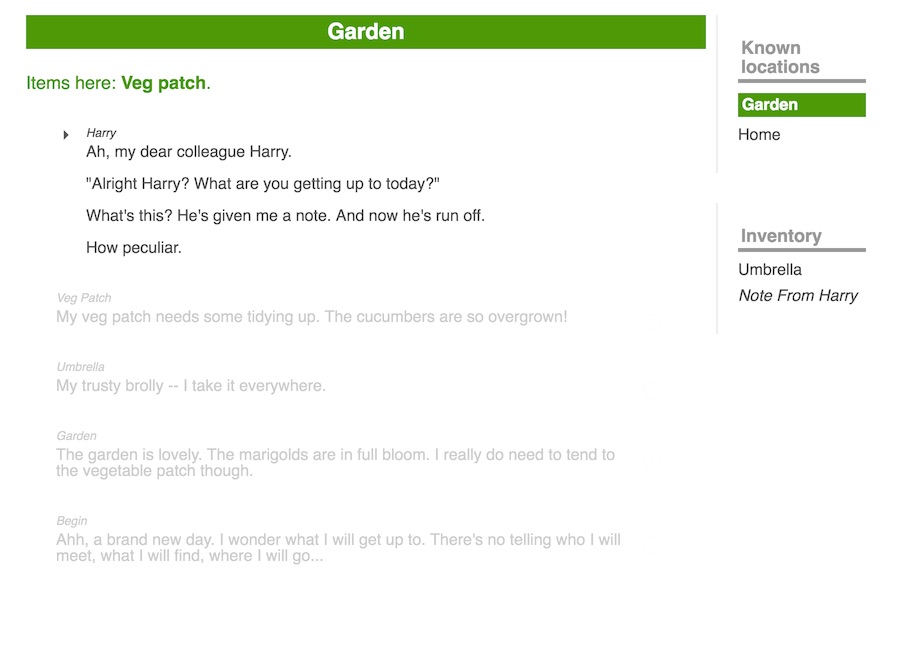 Garden
Items here: Veg patch.
Harry
Ah, my dear colleague Harry.
"Alright Harry? What are you getting up to today?"
What's this? He's given me a note. And now he's run off.
How peculiar.
Veg Patch
My veg patch needs some tidying up. The cucumbers are so overgrown!
Umbrella
My trusty brolly -- I take it everywhere.
Garden
The garden is lovely. The marigolds are in full bloom. I really do need to tend to
the vegetable patch though.
Begin
Ahh, a brand new day. I wonder what I will get up to. There's no telling who I will
meet, what I will find, where I will go...
Known
locations
Garden
Home
Inventory
Umbrella
Note From Harry